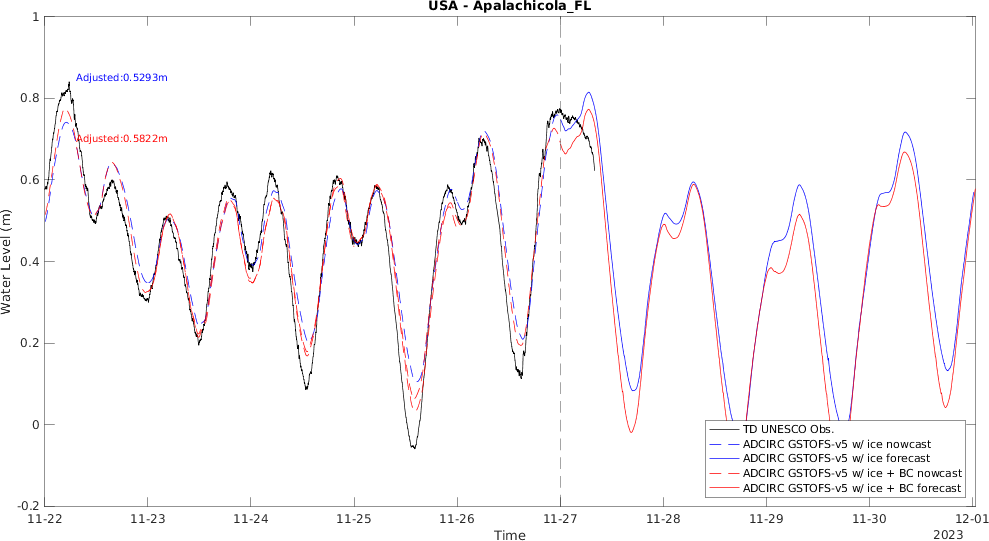 USA - Apalachicola_FL
1
0.8
0.6
0.4
0.2
0
-0.2
Water Level (m)
Adjusted:0.5293m
Adjusted:0.5822m
TD UNESCO Obs.
ADCIRC GSTOFS-v5 w/ ice nowcast
ADCIRC GSTOFS-v5 w/ ice forecast
ADCIRC GSTOFS-v5 w/ ice + BC nowcast
ADCIRC GSTOFS-v5 w/ ice + BC forecast
11-22 11-23 11-24 11-25 11-26 11-27 11-28 11-29 11-30 12-01
Time
2023